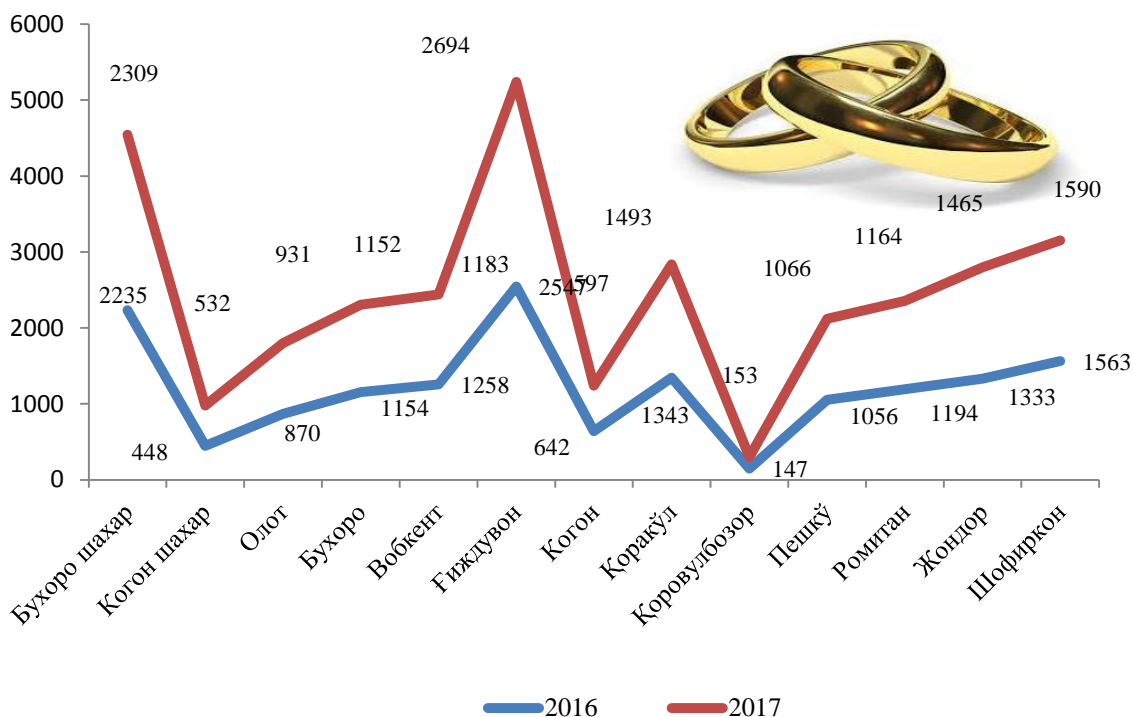 6000
5000
4000
3000
2000
1000
0
2309
2694
2235
532
931
1152
1183
2547
597
1493
153
1066
1164
1465
1590
448
870
1154
1258
642
1343
147
1056
1194
1333
1563
Бухоро шахар
Когон шахар
Олот
Бухоро
Вобкент
Ғиждувон
Когон
Қоракўл
Қоровулбозор
Пешкў
Ромитан
Жондор
Шофиркон
2016
2017